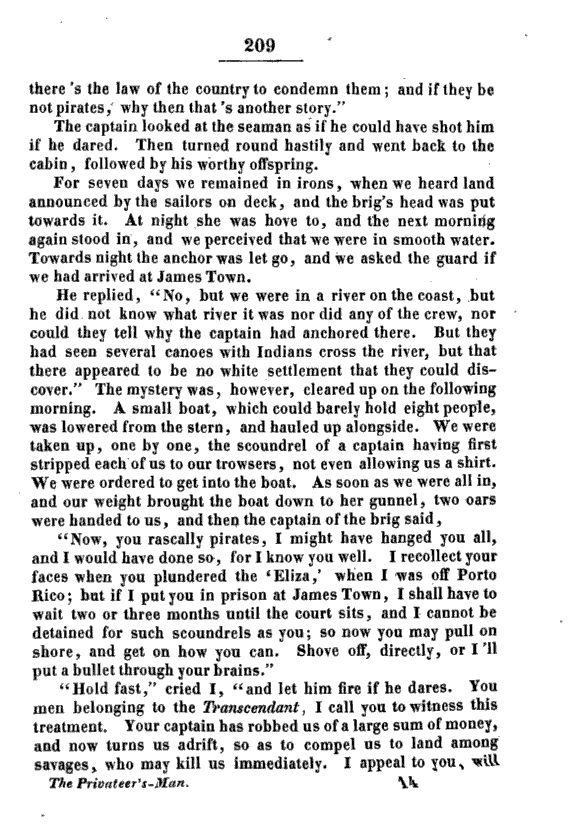 209
there 's the law of the country to condemn them; and if they be
not pirates, why then that 's another story."
The captain looked at the seaman as if he could have shot him
if he dared. Then turned round hastily and went back to the
cabin, followed by his worthy offspring.
For seven days we remained in irons, when we heard land
announced by the sailors on deck, and the brig's head was put
towards it. At night she was hove to, and the next morning
again stood in, and we perceived that we were in smooth water.
Towards night the anchor was let go, and we asked the guard if
we had arrived at James Town.
He replied, "No, but we were in a river on the coast, but
he did not know what river it was nor did any of the crew, nor
could they tell why the captain had anchored there. But they
had seen several canoes with Indians cross the river, but that
there appeared to be no white settlement that they could dis-
cover." The mystery was, however, cleared up on the following
morning. A small boat, which could barely hold eight people,
was lowered from the stern, and hauled up alongside. We were
taken up, one by one, the scoundrel of a captain having first
stripped each of us to our trowsers, not even allowing us a shirt.
We were ordered to get into the boat. As soon as we were all in,
and our weight brought the boat down to her gunnel, two oars
were handed to us, and then the captain of the brig said,
"Now, you rascally pirates, I might have hanged you all,
and I would have done so, for I know you well. I recollect your
faces when you plundered the 'Eliza,' when I was off Porto
Rico; but if I put you in prison at James Town, I shall have to
wait two or three months until the court sits, and I cannot be
detained for such scoundrels as you; so now you may pull on
shore, and get on how you can. Shove off, directly, or I 'll
put a bullet through your brains."
"Hold fast," cried I, "and let him fire if he dares. You
men belonging to the Transcendant, I call you to witness this
treatment. Your captain has robbed us of a large sum of money,
and now turns us adrift, so as to compel us to land among
savages, who may kill us immediately. I appeal to you, will
The Privateer's-Man. 14